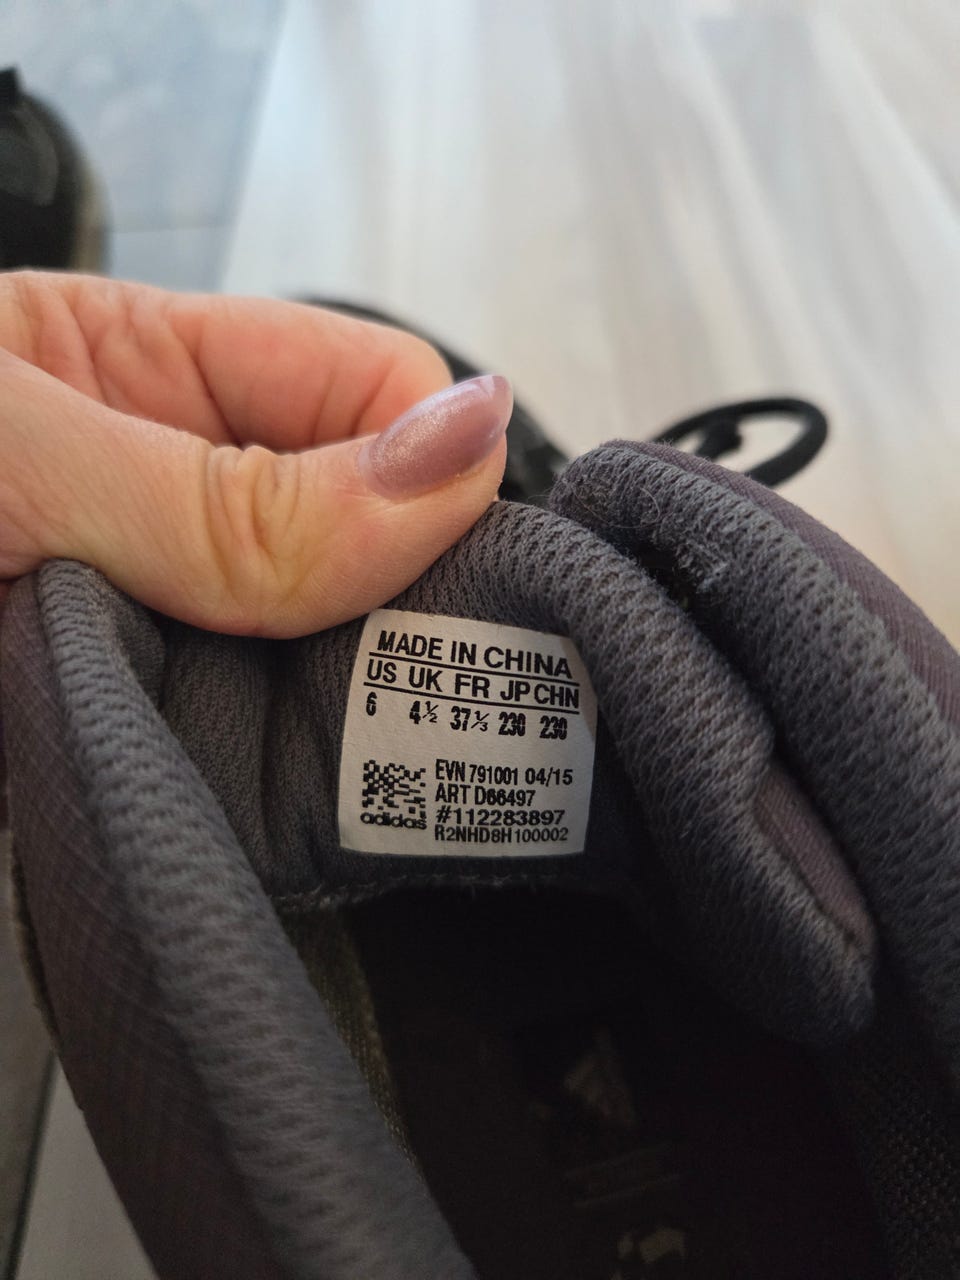 MADE IN CHINA
US UK FR JP CHN
6 4½ 37⅓ 230 230
EVN 791001 04/15
ART D66497
adidas #112283897
R2NHD8H100002